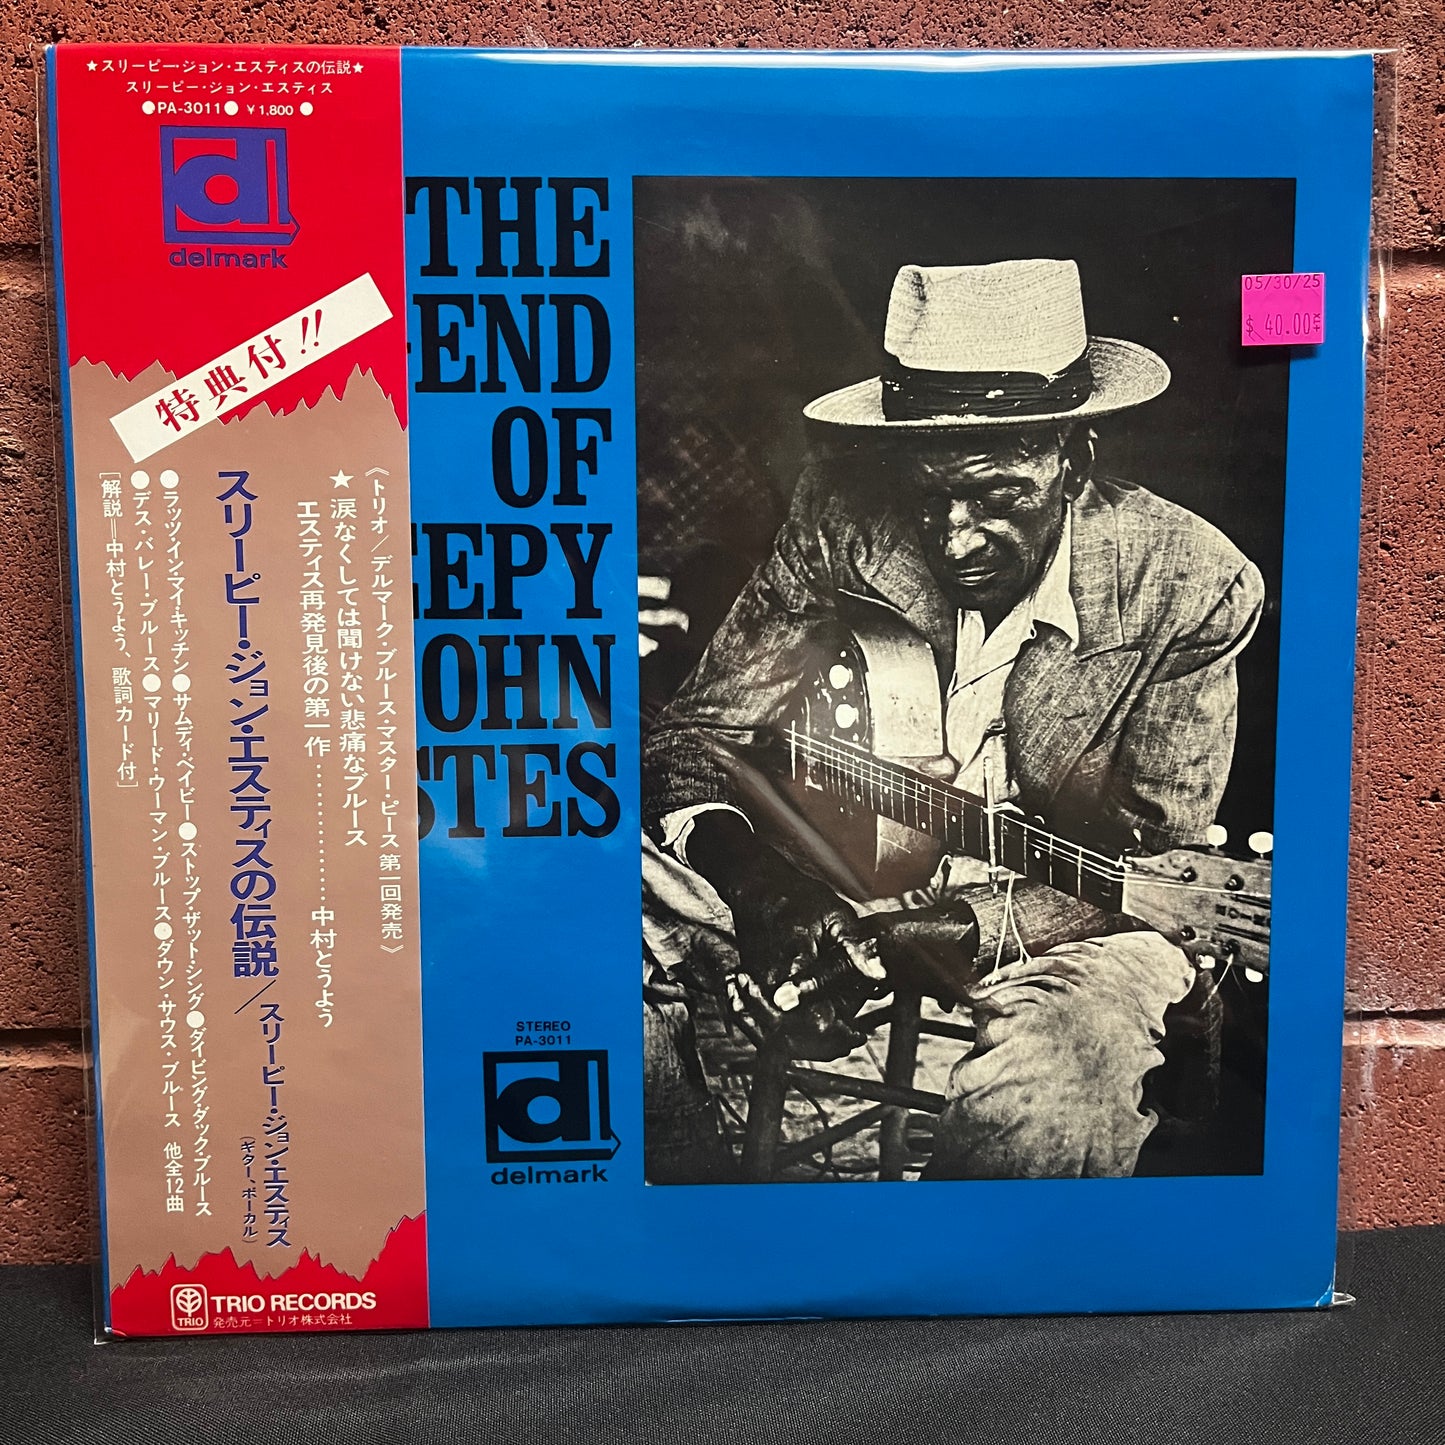 ★スリーピー・ジョン・エスティスの伝説★
スリーピー・ジョン・エスティス
●PA-3011● ¥1,800 ●
d
delmark
特典付!!
《トリオ/デルマーク・ブルース・マスター・ピース 第一回発売》
★ 涙なくしては聞けない悲痛なブルース
エスティス再発見後の第一作……………中村とうよう
スリーピー・ジョン・エスティスの伝説/スリーピー・ジョン・エスティス
(ギター、ボーカル)
●ラッツ・イン・マイ・キッチン●サムディ・ベイビー●ストップ・ザット・シング●ダイビング・ダック・ブルース
●デス・バレー・ブルース●マリード・ウーマン・ブルース●ダウン・サウス・ブルース 他全12曲
[解説=中村とうよう、歌詞カード付]
TRIO
TRIO RECORDS
発売元=トリオ株式会社
THE
GEND
OF
EEPY
OHN
STES
STEREO
PA-3011
d
delmark
05/30/25
$ 40.00